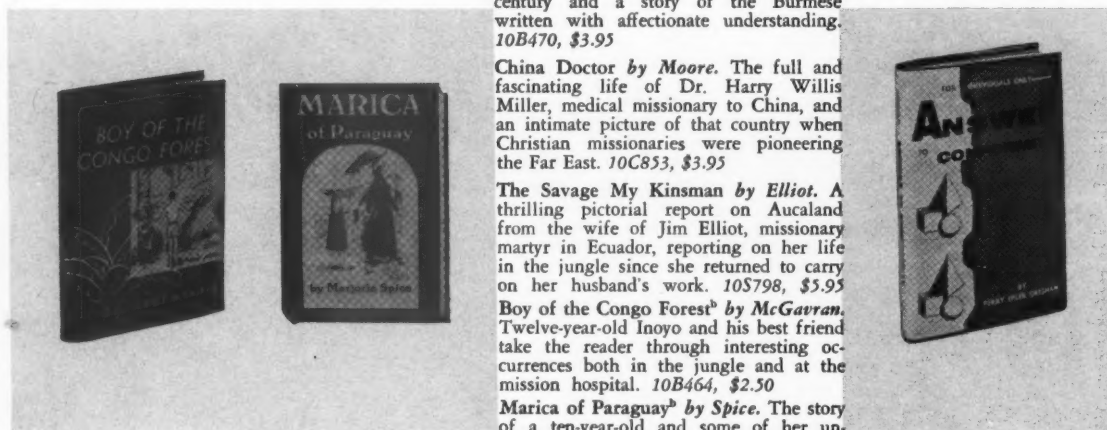 BOY OF THE
CONGO FOREST
MARICA
of Paraguay
by Marjorie Spice
century and a story of the Burmese
written with affectionate understanding.
10B470, $3.95
China Doctor by Moore. The full and
fascinating life of Dr. Harry Willis
Miller, medical missionary to China, and
an intimate picture of that country when
Christian missionaries were pioneering
the Far East. 10C853, $3.95
The Savage My Kinsman by Elliot. A
thrilling pictorial report on Aucaland
from the wife of Jim Elliot, missionary
martyr in Ecuador, reporting on her life
in the jungle since she returned to carry
on her husband's work. 10S798, $5.95
Boy of the Congo Forestᵇ by McGavran.
Twelve-year-old Inoyo and his best friend
take the reader through interesting oc-
currences both in the jungle and at the
mission hospital. 10B464, $2.50
Marica of Paraguayᵇ by Spice. The story
of a ten-year-old and some of her un-
FOR INDIVIDUALS ONLY
TO
BY